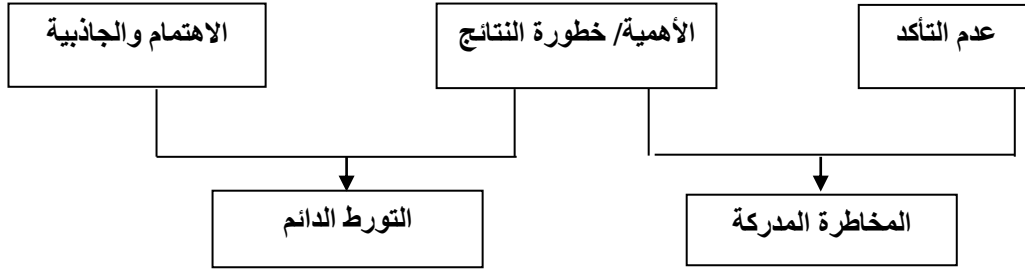 عدم التأكد
الأهمية/ خطورة النتائج
الاهتمام والجاذبية
المخاطرة المدركة
التورط الدائم